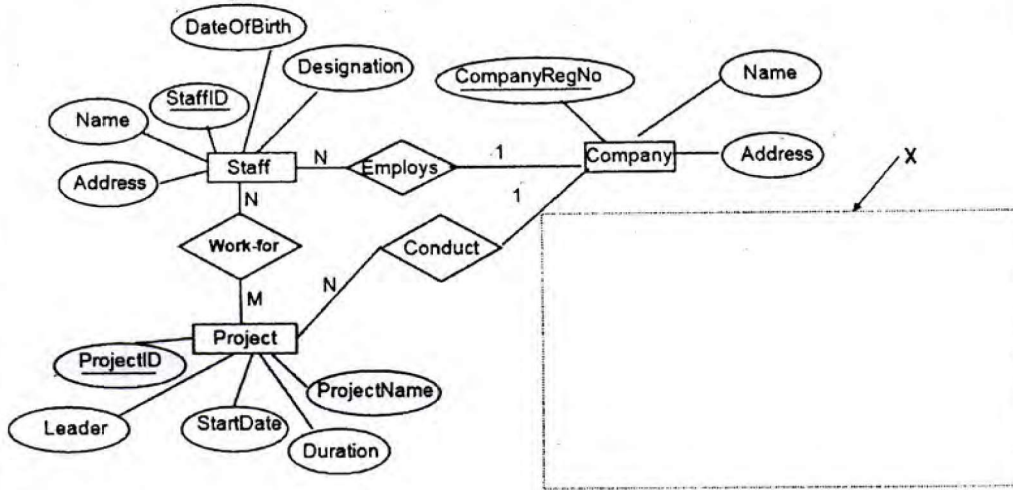 DateOfBirth
Designation
StaffID
Name
Address
Staff
N
Employs
1
CompanyRegNo
Name
Company
Address
X
1
N
Work-for
M
Conduct
N
Project
ProjectID
Leader
StartDate
Duration
ProjectName